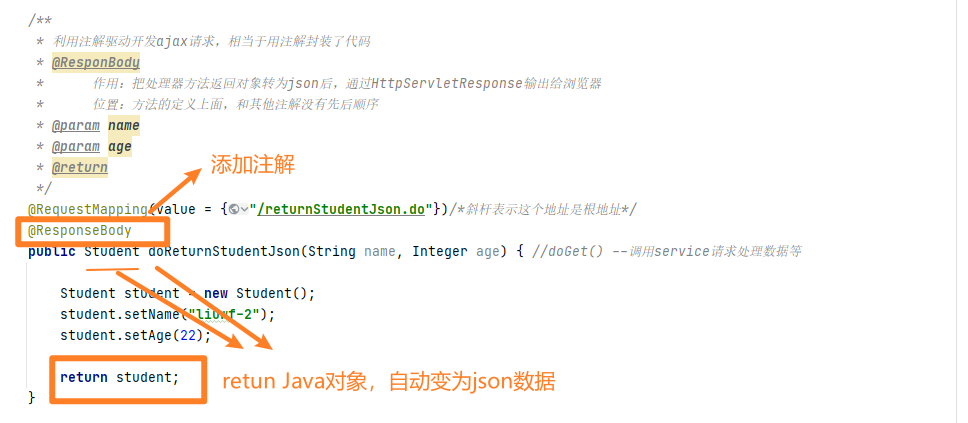 /**
 * 利用注解驱动开发ajax请求，相当于用注解封装了代码
 * @ResponBody
 *      作用：把处理器方法返回对象转为json后，通过HttpServletResponse输出给浏览器
 *      位置：方法的定义上面，和其他注解没有先后顺序
 * @param name
 * @param age
 * @return
添加注解
 */
@RequestMapping(value = {"/returnStudentJson.do"})/*斜杆表示这个地址是根地址*/
@ResponseBody
public Student doReturnStudentJson(String name, Integer age) { //doGet() --调用service请求处理数据等
    Student student = new Student();
    student.setName("liuwf-2");
    student.setAge(22);
    return student;
retun Java对象，自动变为json数据
}